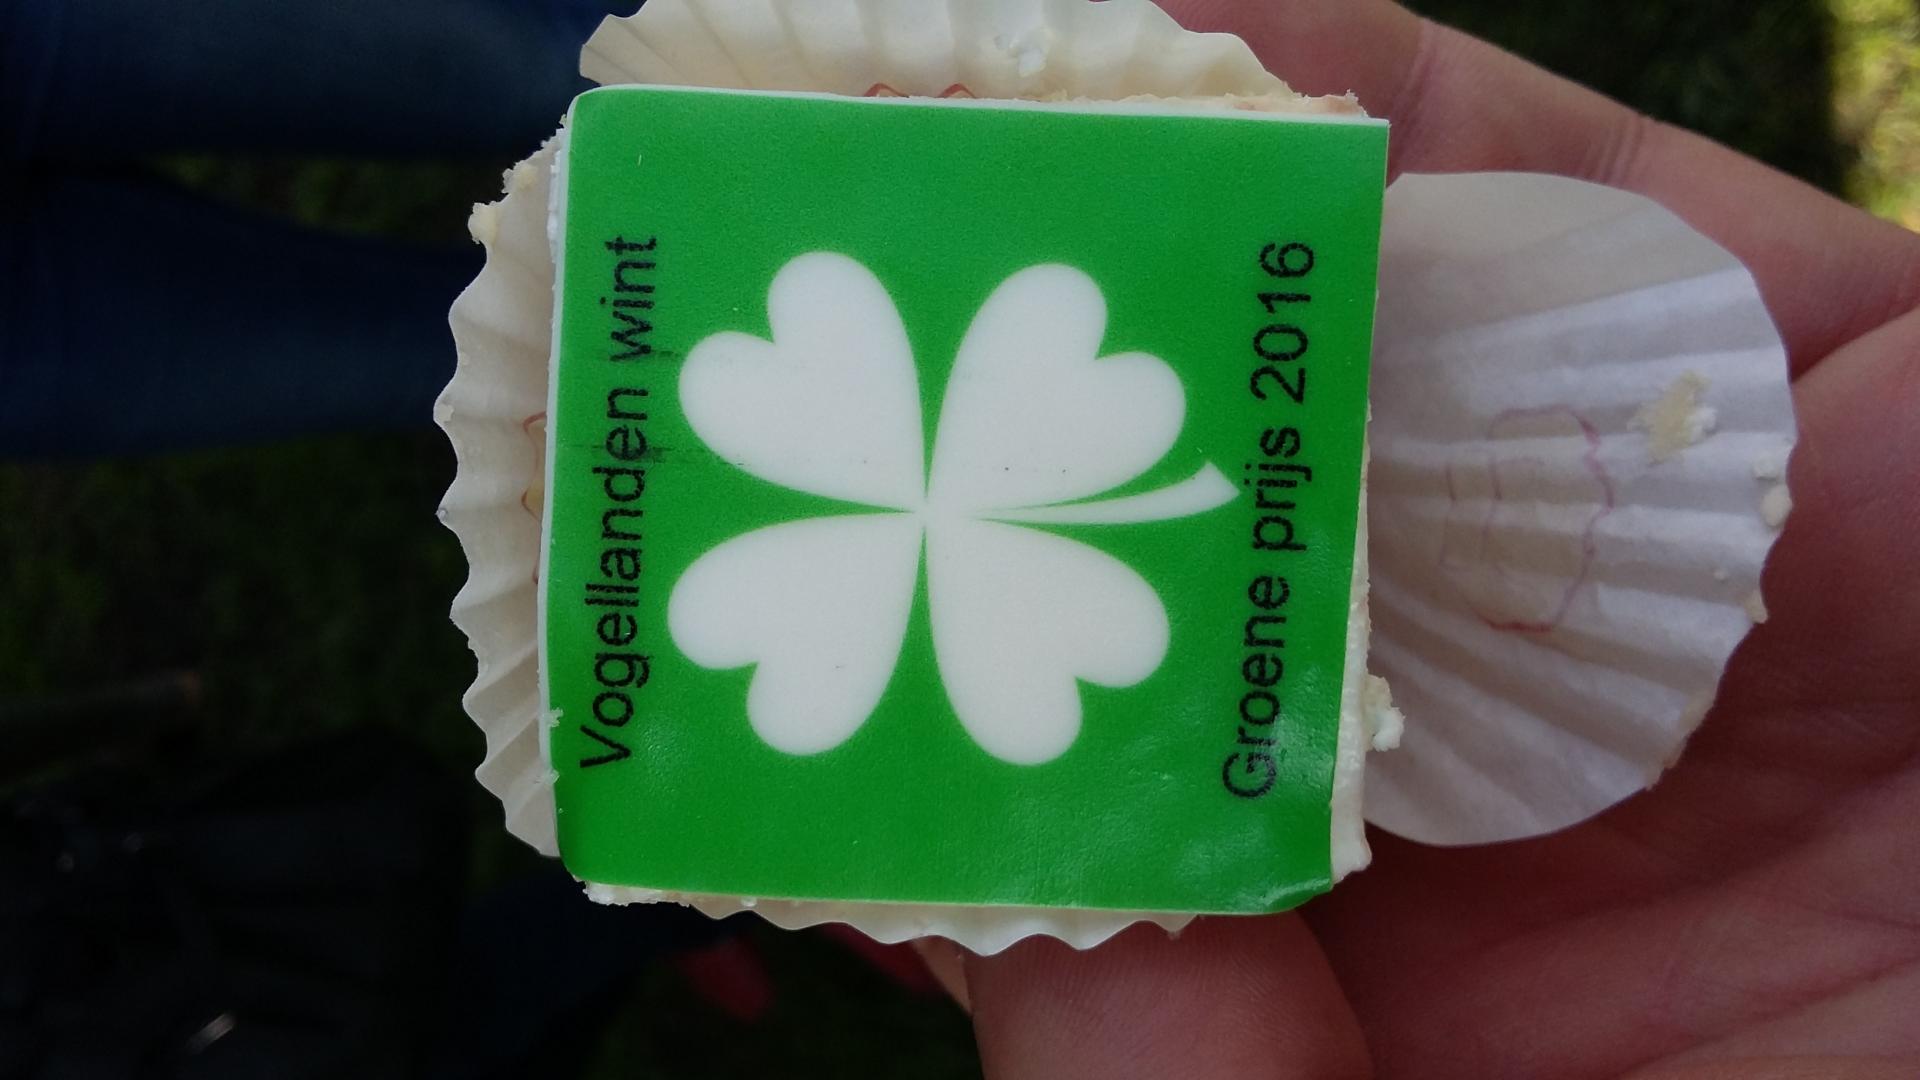 Vogellanden wint
Groene prijs 2016